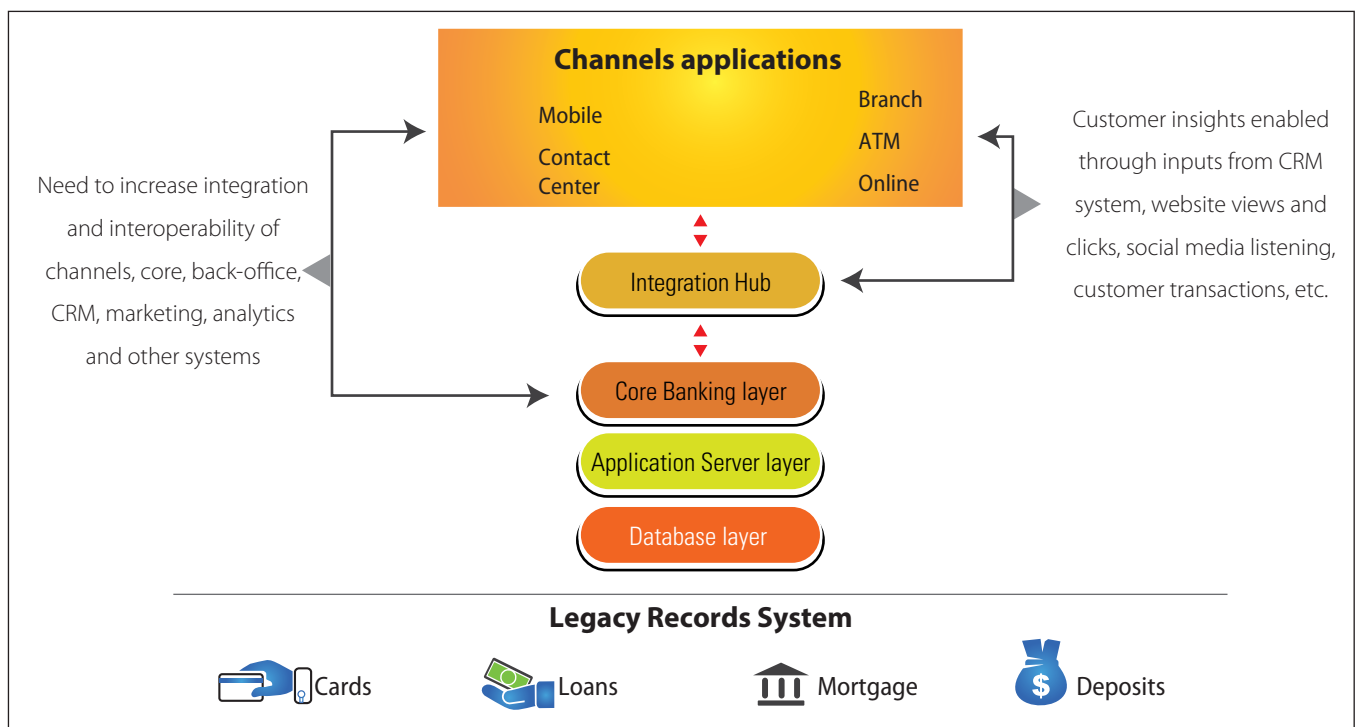 Channels applications
Mobile
Contact
Center
Branch
ATM
Online
Need to increase integration
and interoperability of
channels, core, back-office,
CRM, marketing, analytics
and other systems
Customer insights enabled
through inputs from CRM
system, website views and
clicks, social media listening,
customer transactions, etc.
Integration Hub
Core Banking layer
Application Server layer
Database layer
Legacy Records System
Cards
Loans
Mortgage
$ Deposits